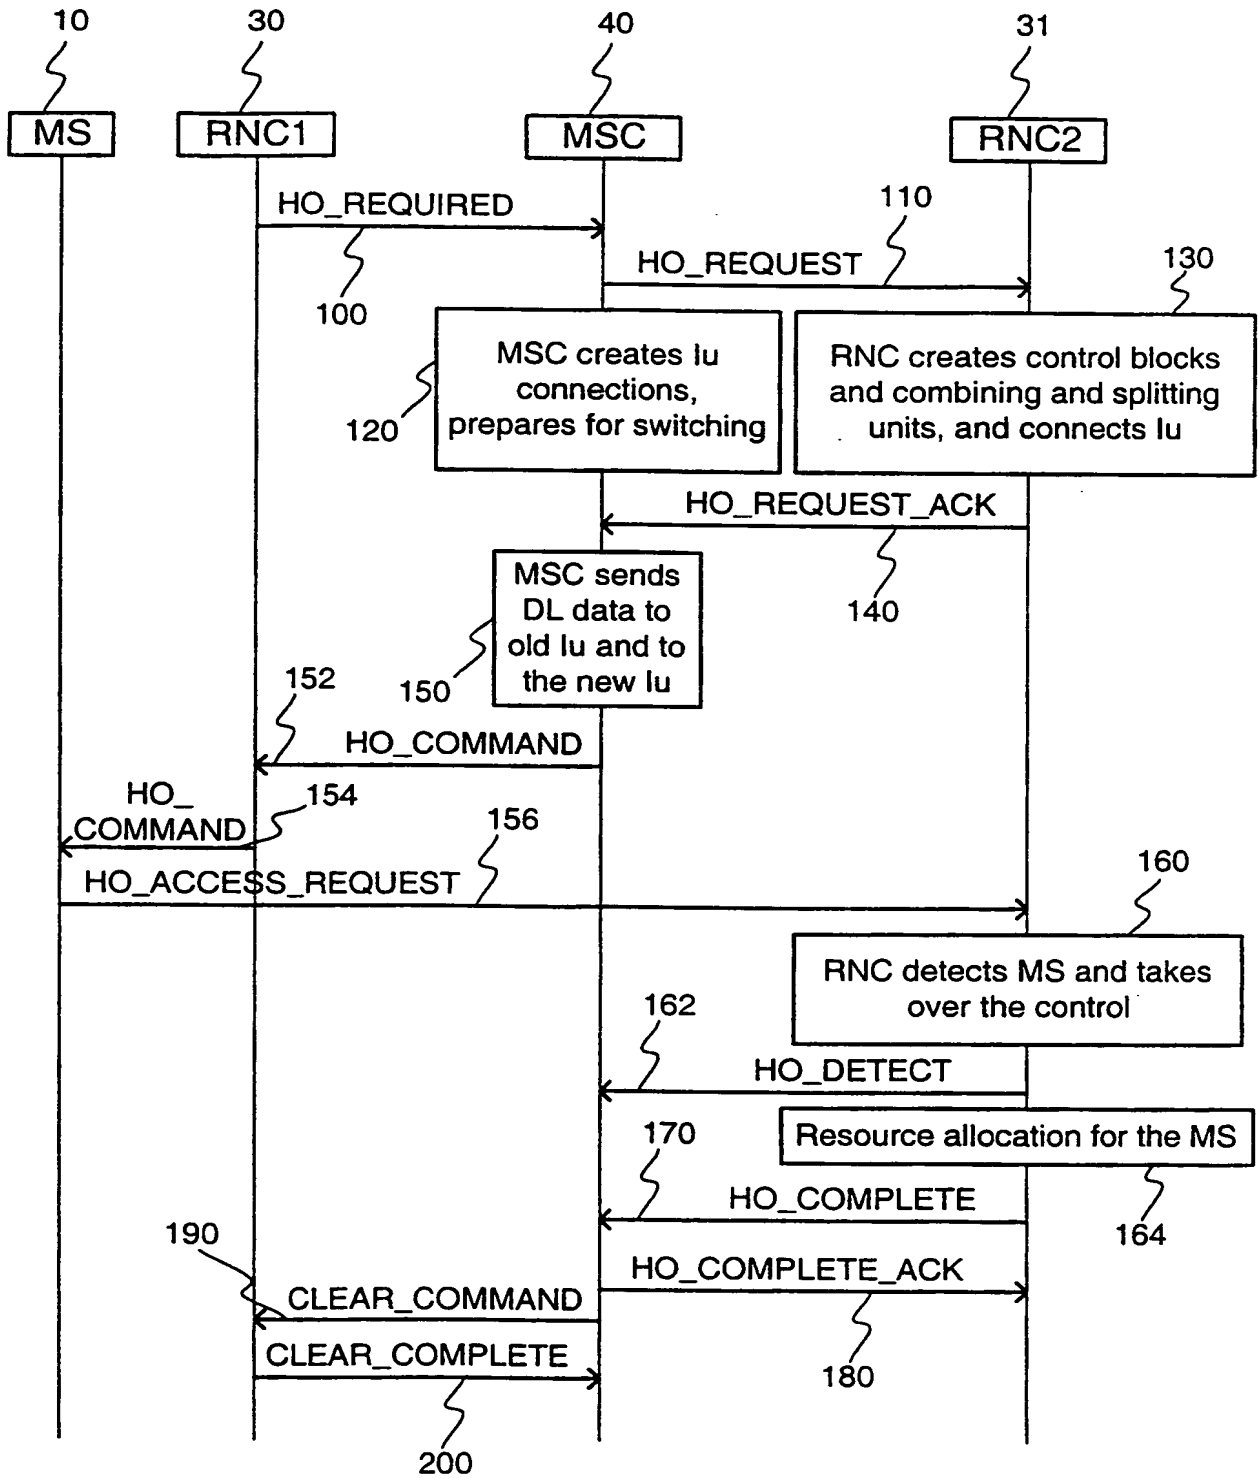 10
30
40
31
MS
RNC1
MSC
RNC2
HO_REQUIRED
100
110
HO_REQUEST
130
MSC creates Iu
connections,
prepares for switching
120
RNC creates control blocks
and combining and splitting
units, and connects Iu
HO_REQUEST_ACK
140
MSC sends
DL data to
old Iu and to
the new Iu
150
152
HO_COMMAND
HO_
COMMAND
154
156
HO_ACCESS_REQUEST
160
RNC detects MS and takes
over the control
162
HO_DETECT
Resource allocation for the MS
164
170
HO_COMPLETE
190
HO_COMPLETE_ACK
180
CLEAR_COMMAND
CLEAR_COMPLETE
200